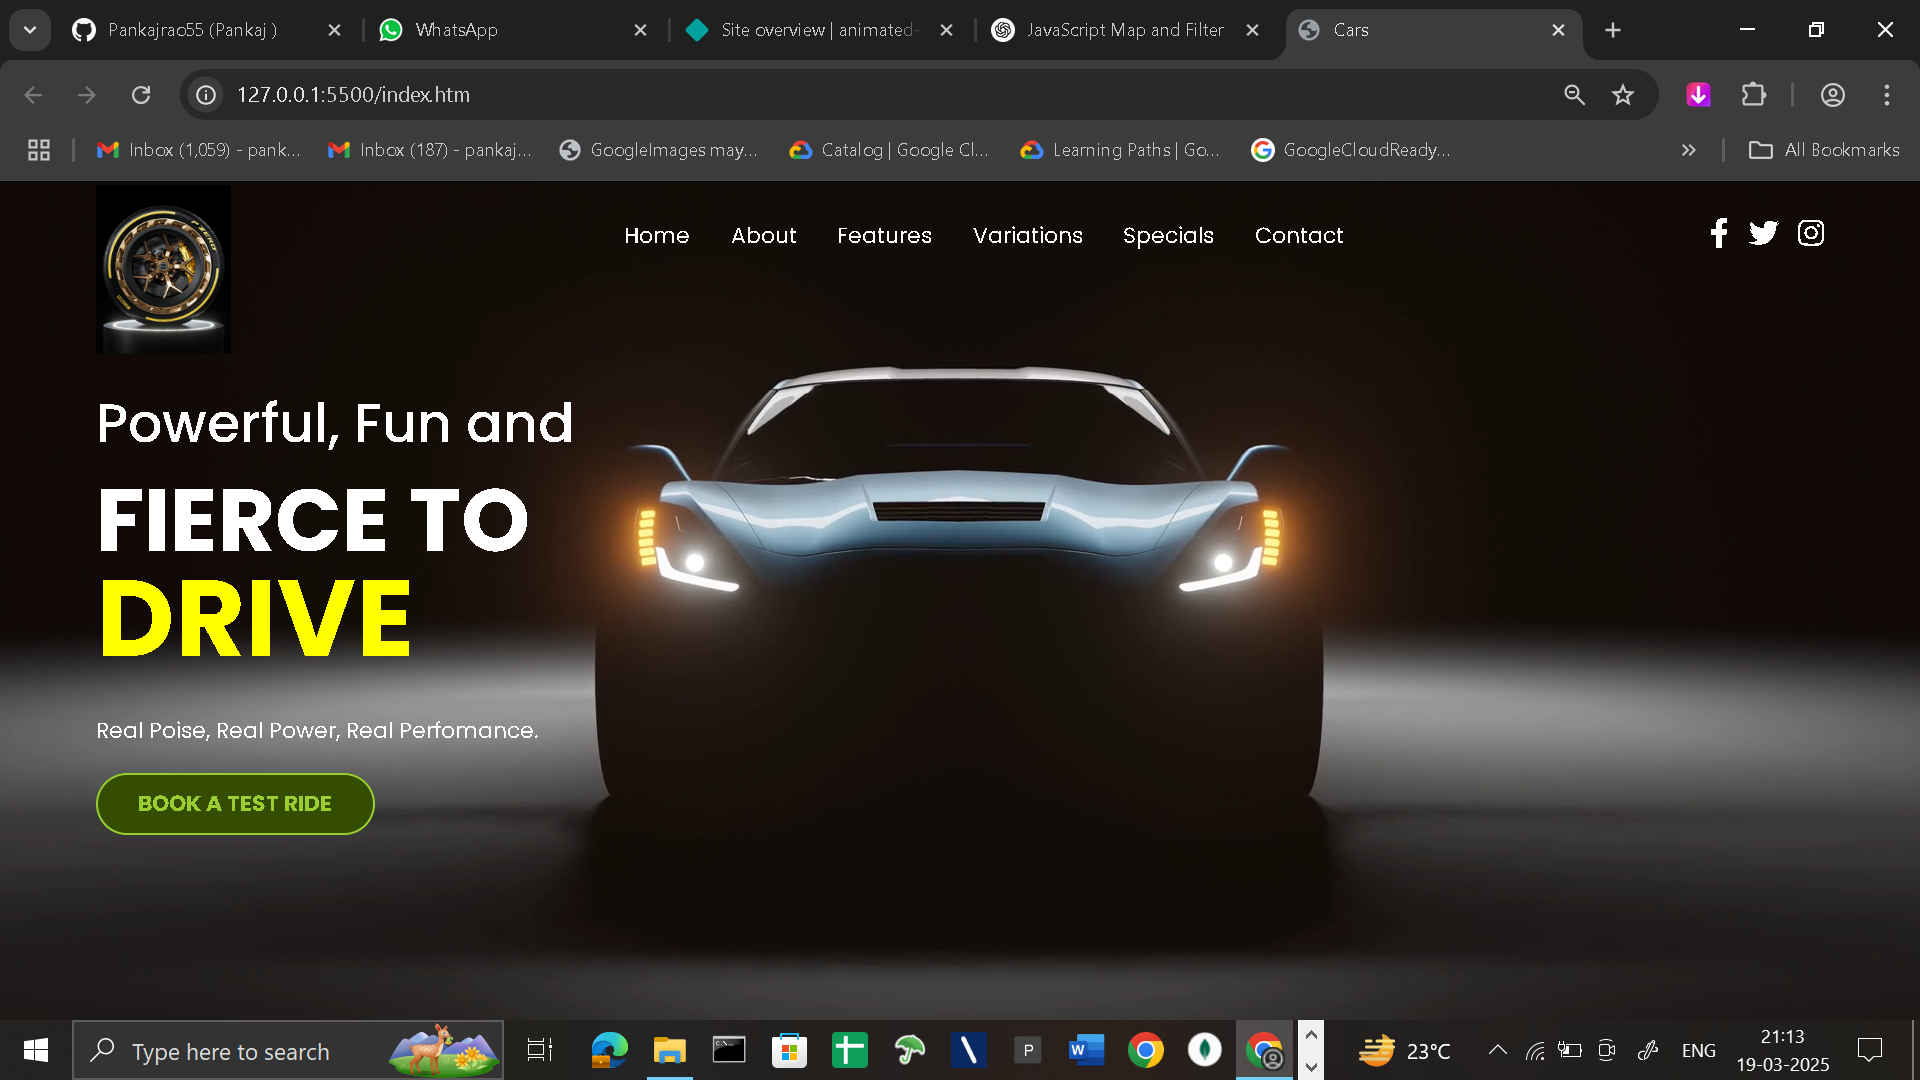 Pankajrao55 (Pankaj )
WhatsApp
Site overview | animated-
JavaScript Map and Filter
Cars
127.0.0.1:5500/index.htm
Inbox (1,059) - pank...
Inbox (187) - pankaj...
GoogleImages may...
Catalog | Google Cl...
Learning Paths | Go...
GoogleCloudReady...
All Bookmarks
P ZERO
Home
About
Features
Variations
Specials
Contact
Powerful, Fun and
FIERCE TO
DRIVE
Real Poise, Real Power, Real Perfomance.
BOOK A TEST RIDE
Type here to search
P
W
23°C
ENG
21:13
19-03-2025